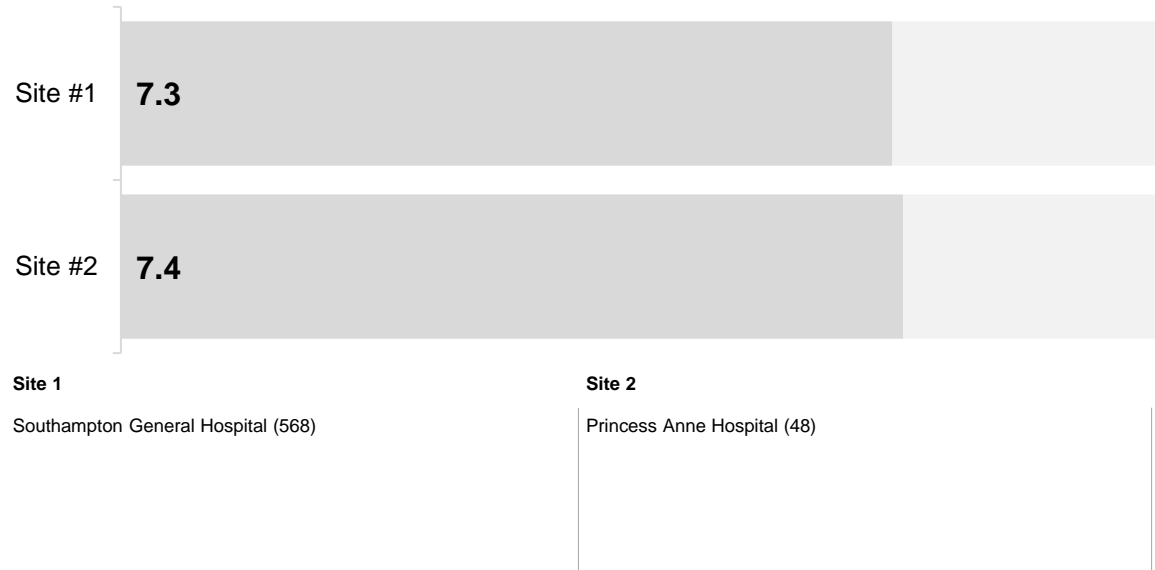 Site #1
7.3
Site #2
7.4
Site 1
Site 2
Southampton General Hospital (568)
Princess Anne Hospital (48)